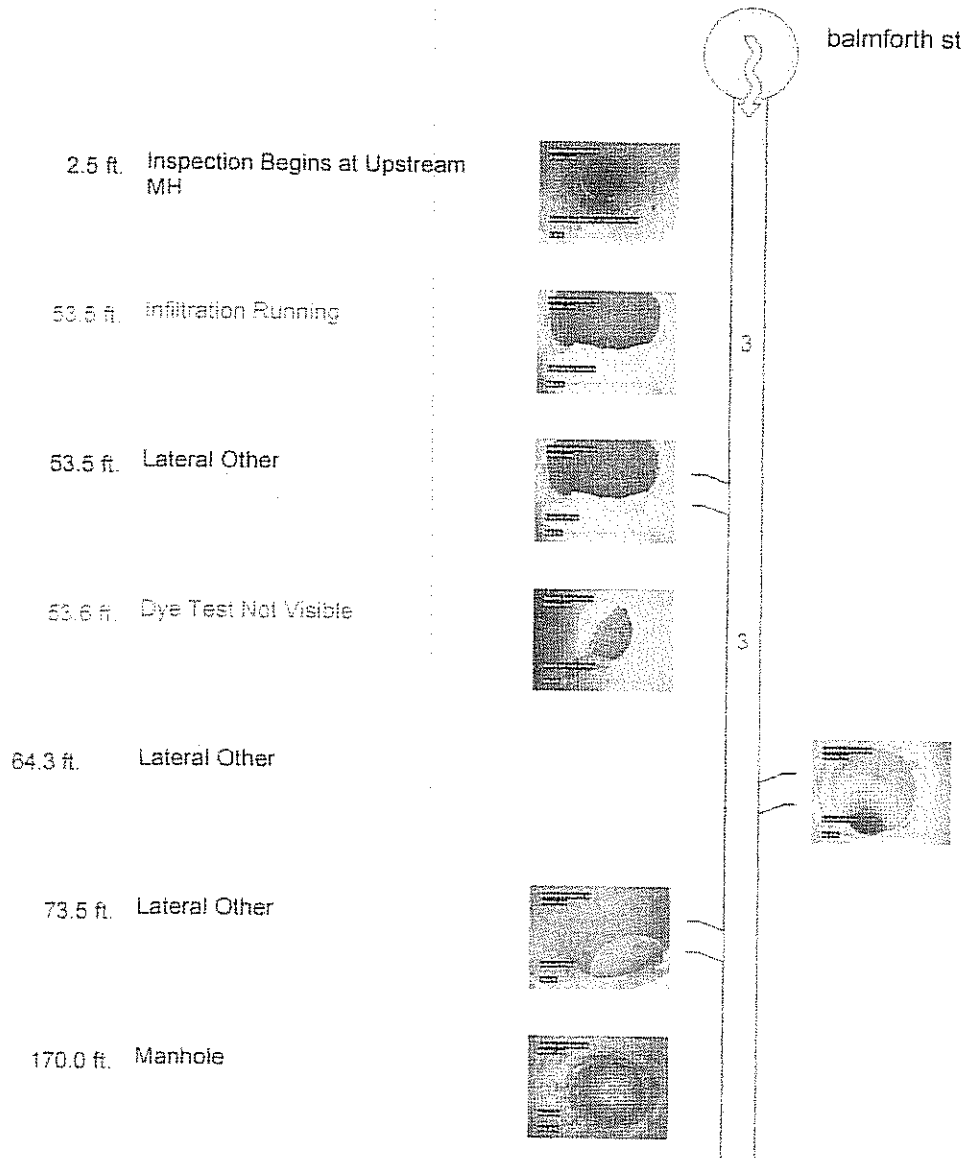 balmforth st
2.5 ft. Inspection Begins at Upstream
MH
53.5 ft. Infiltration Running
3
53.5 ft. Lateral Other
53.6 ft. Dye Test Not Visible
3
64.3 ft. Lateral Other
73.5 ft. Lateral Other
170.0 ft. Manhole